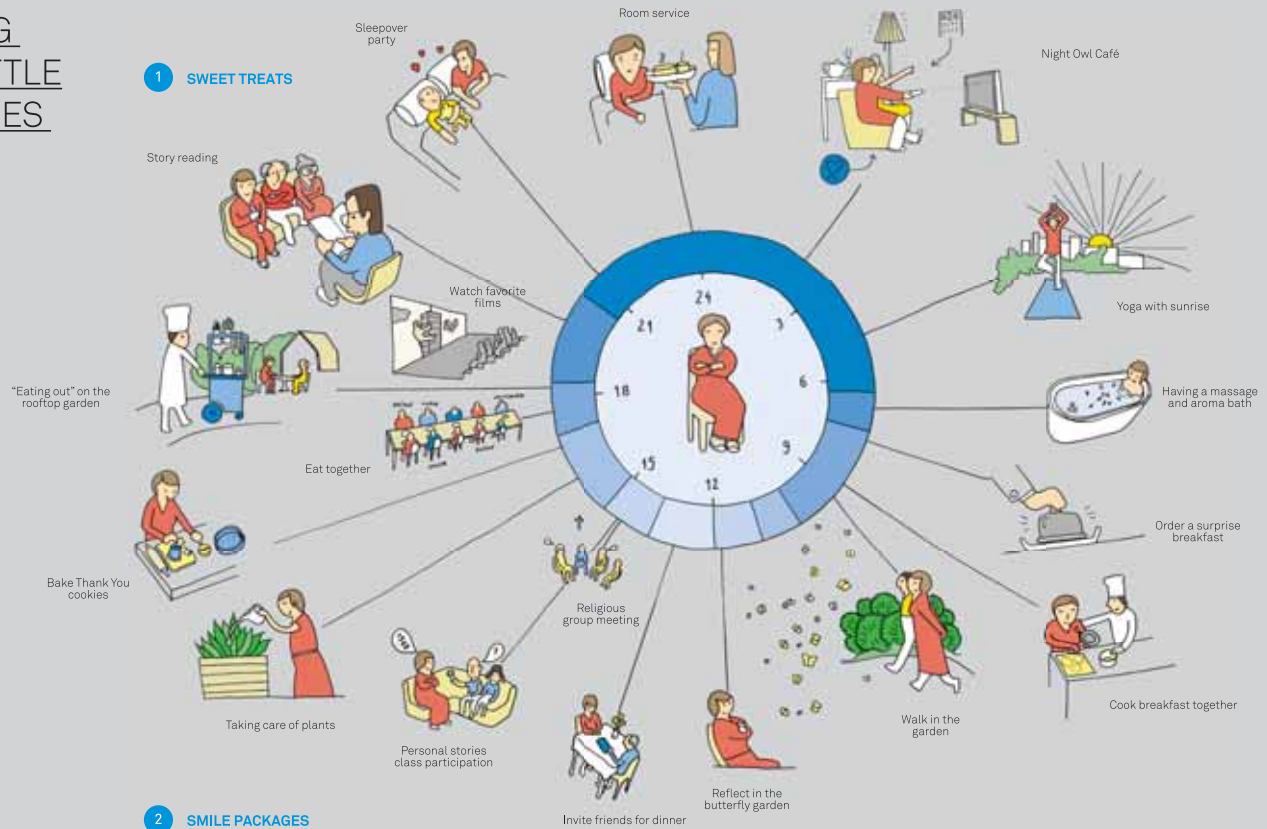 G
TTLE
ES
1 SWEET TREATS
Sleepover
party
Room service
Night Owl Café
Story reading
Watch favorite
films
Yoga with sunrise
"Eating out" on the
rooftop garden
Having a massage
and aroma bath
Eat together
Order a surprise
breakfast
Bake Thank You
cookies
Religious
group meeting
Cook breakfast together
Taking care of plants
Personal stories
class participation
Walk in the
garden
Reflect in the
butterfly garden
Invite friends for dinner
24
3
6
9
12
15
18
21
2 SMILE PACKAGES